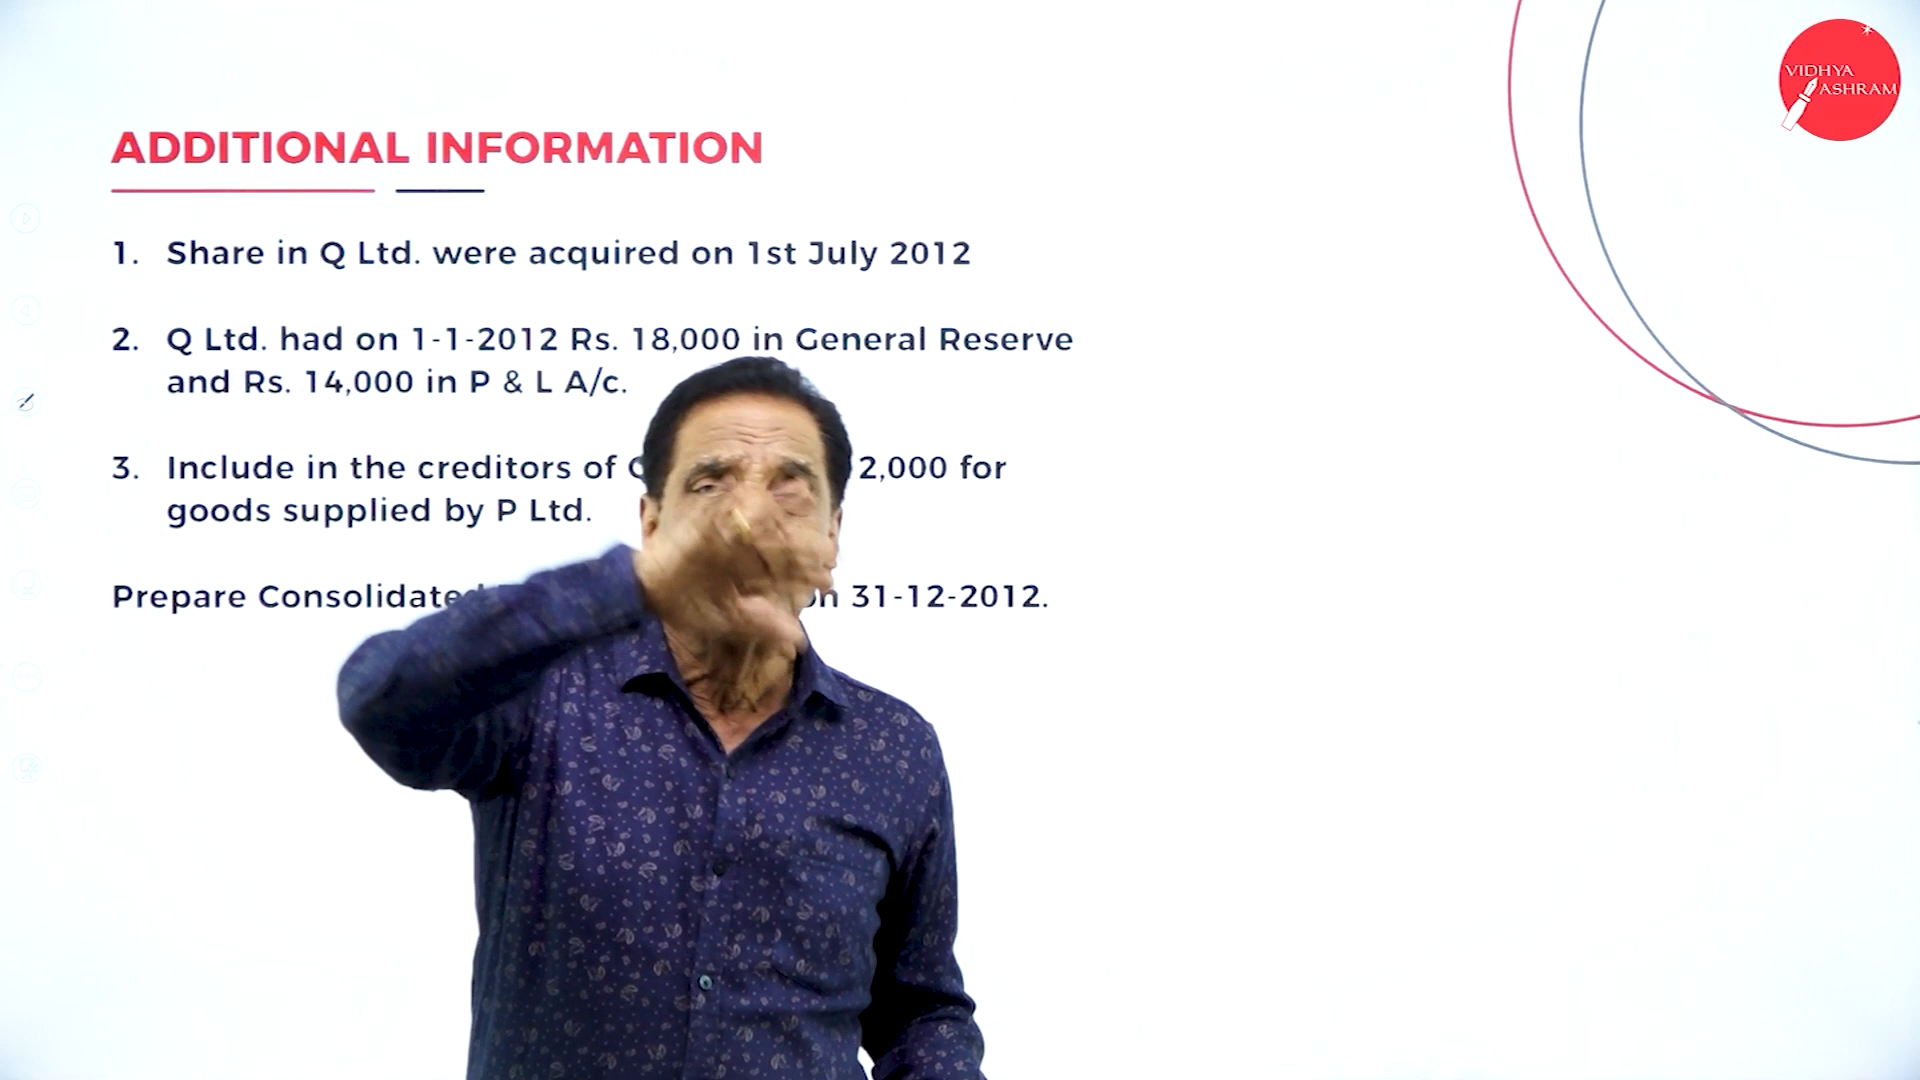 VIDHYA
ASHRAM
ADDITIONAL INFORMATION
1. Share in Q Ltd. were acquired on 1st July 2012
2. Q Ltd. had on 1-1-2012 Rs. 18,000 in General Reserve
and Rs. 14,000 in P & L A/c.
3. Include in the creditors of 2,000 for
goods supplied by P Ltd.
Prepare Consolidated on 31-12-2012.